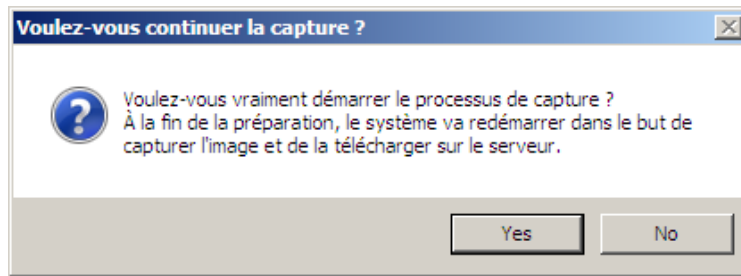 Voulez-vous continuer la capture ?
Voulez-vous vraiment démarrer le processus de capture ?
À la fin de la préparation, le système va redémarrer dans le but de
capturer l'image et de la télécharger sur le serveur.
Yes
No